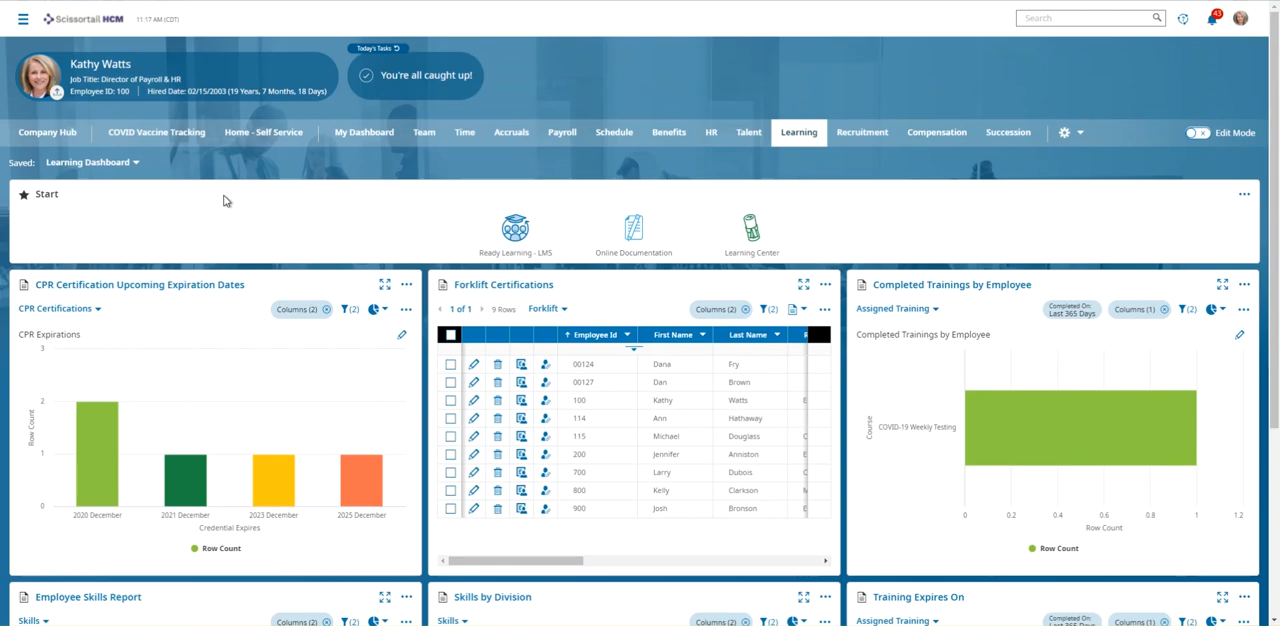 Scissortail HCM 11:17 AM (CDT) Search 43
Today's Tasks
Kathy Watts
Job Title: Director of Payroll & HR
Employee ID: 100 Hired Date: 02/15/2003 (19 Years, 7 Months, 18 Days)
You're all caught up!
Company Hub COVID Vaccine Tracking Home - Self Service My Dashboard Team Time Accruals Payroll Schedule Benefits HR Talent Learning Recruitment Compensation Succession Edit Mode
Saved: Learning Dashboard
Start
Ready Learning - LMS Online Documentation Learning Center
CPR Certification Upcoming Expiration Dates
CPR Certifications Columns (2) (2)
CPR Expirations
3
2
1
0
Row Count
2020 December 2021 December 2023 December 2025 December
Credential Expires
Row Count
Forklift Certifications
1 of 1 9 Rows Forklift Columns (2) (2)
Employee Id First Name Last Name
00124 Dana Fry
00127 Dan Brown
100 Kathy Watts
114 Ann Hathaway
115 Michael Douglass
200 Jennifer Anniston
700 Larry Dubois
800 Kelly Clarkson
900 Josh Bronson
Completed Trainings by Employee
Assigned Training Completed On: Last 365 Days Columns (1) (2)
Completed Trainings by Employee
Course
COVID-19 Weekly Testing
0 0.2 0.4 0.6 0.8 1 1.2
Row Count
Row Count
Employee Skills Report
Skills Columns (2) (2)
Skills by Division
Skills Columns (2) (2)
Training Expires On
Assigned Training Completed On: Last 365 Days Columns (1) (2)